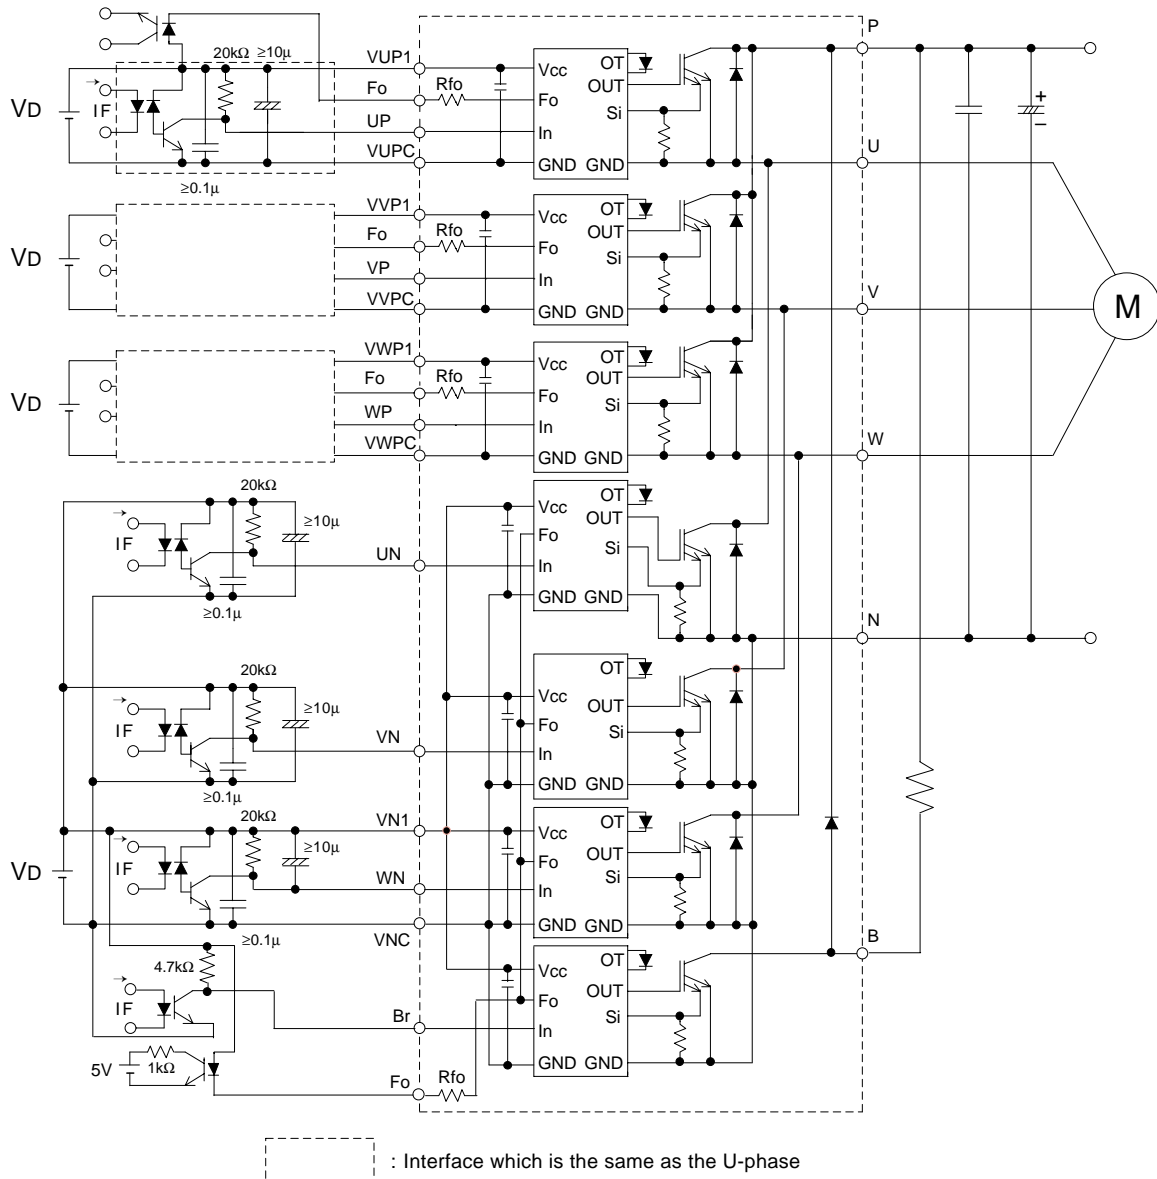 P
20kΩ ≥10μ
VUP1
VD
IF
Fo
Rfo
UP
VUPC
≥0.1μ
Vcc
Fo
In
GND GND
OT
OUT
Si
+
–
U
VD
VVP1
Fo
Rfo
VP
VVPC
Vcc
Fo
In
GND GND
OT
OUT
Si
V
M
VD
VWP1
Fo
Rfo
WP
VWPC
Vcc
Fo
In
GND GND
OT
OUT
Si
W
20kΩ
≥10μ
IF
≥0.1μ
UN
Vcc
Fo
In
GND GND
OT
OUT
Si
N
20kΩ
≥10μ
IF
≥0.1μ
VN
Vcc
Fo
In
GND GND
OT
OUT
Si
20kΩ
≥10μ
VD
IF
≥0.1μ
VN1
WN
VNC
Vcc
Fo
In
GND GND
OT
OUT
Si
B
4.7kΩ
IF
Br
Vcc
Fo
In
GND GND
OT
OUT
Si
5V
1kΩ
Fo
Rfo
: Interface which is the same as the U-phase